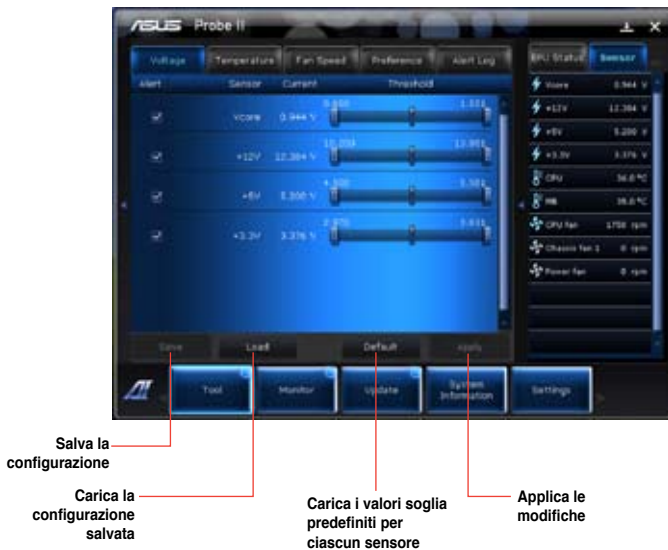 ASUS Probe II
Voltage Temperature Fan Speed Preference Alert Log
CPU Status Sensor
Alert Sensor Current Threshold
Vcore 0.944 V
+12V 12.384 V
+5V 5.200 V
+3.3V 3.376 V
Vcore 0.944 V
+12V 12.384 V
+5V 5.200 V
+3.3V 3.376 V
CPU
MB
CPU Fan 1758 rpm
Chassis Fan 1 0 rpm
Power Fan 0 rpm
Save Load Default Apply
Tool Monitor Update System Information Settings
Salva la
configurazione
Carica la
configurazione
salvata
Carica i valori soglia
predefiniti per
ciascun sensore
Applica le
modifiche